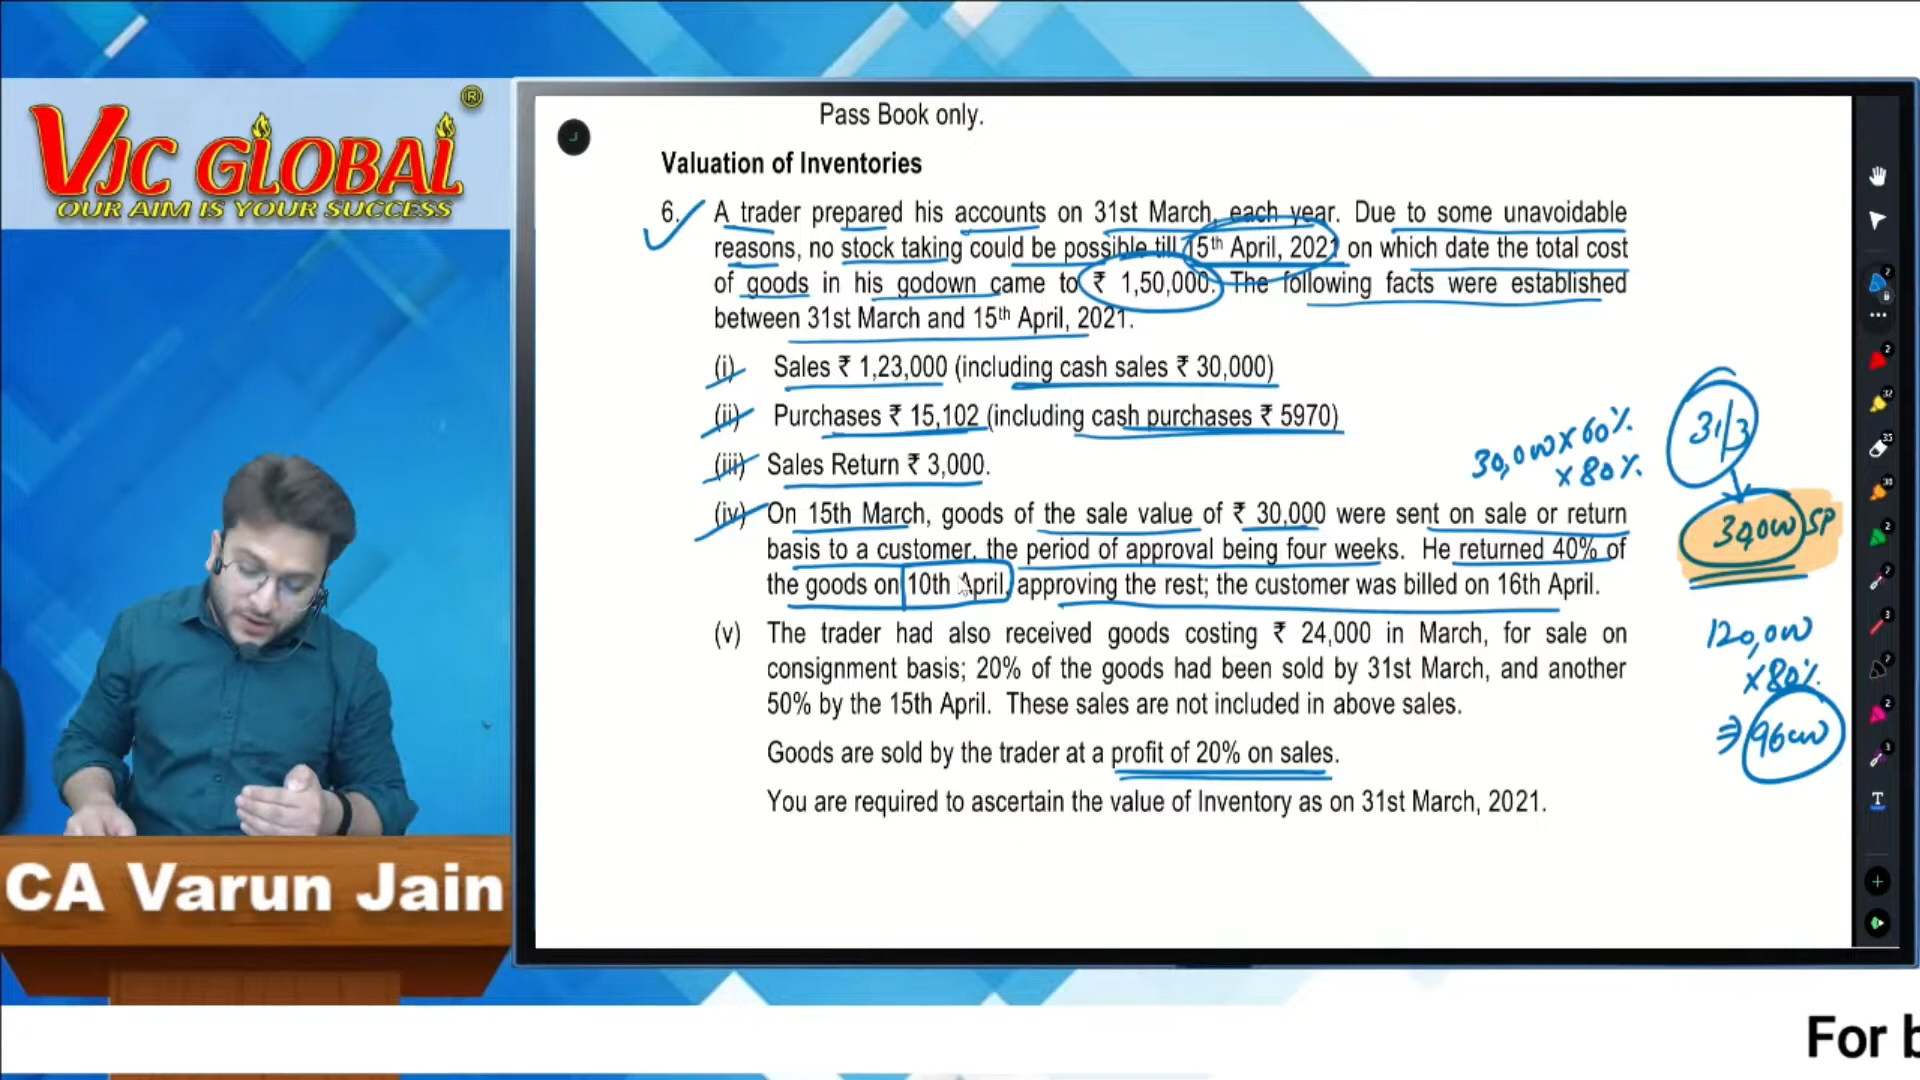 VJC GLOBAL ®
OUR AIM IS YOUR SUCCESS
Pass Book only.
Valuation of Inventories
6. A trader prepared his accounts on 31st March, each year. Due to some unavoidable
reasons, no stock taking could be possible till 15th April, 2021 on which date the total cost
of goods in his godown came to ₹ 1,50,000. The following facts were established
between 31st March and 15th April, 2021.
(i) Sales ₹ 1,23,000 (including cash sales ₹ 30,000)
(ii) Purchases ₹ 15,102 (including cash purchases ₹ 5970)
(iii) Sales Return ₹ 3,000.
(iv) On 15th March, goods of the sale value of ₹ 30,000 were sent on sale or return
basis to a customer, the period of approval being four weeks. He returned 40% of
the goods on 10th April, approving the rest; the customer was billed on 16th April.
(v) The trader had also received goods costing ₹ 24,000 in March, for sale on
consignment basis; 20% of the goods had been sold by 31st March, and another
50% by the 15th April. These sales are not included in above sales.
Goods are sold by the trader at a profit of 20% on sales.
You are required to ascertain the value of Inventory as on 31st March, 2021.
30,000 x 60%
x 80%
31/3
30,000 SP
120,000
x 80%
⇒ 96000
CA Varun Jain
For b